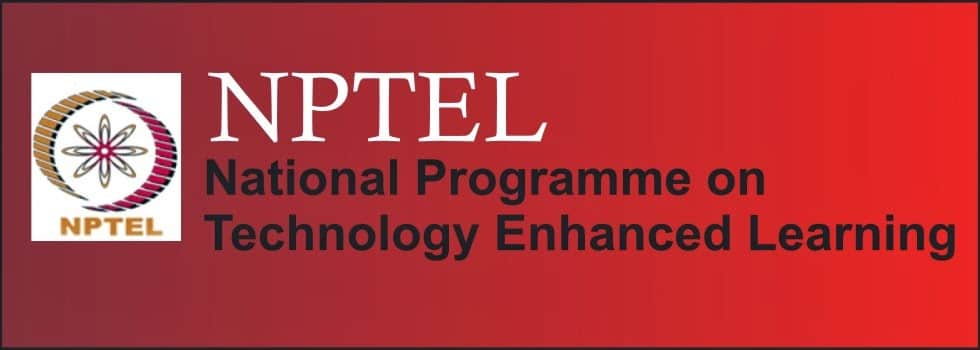 NPTEL
NPTEL
National Programme on
Technology Enhanced Learning